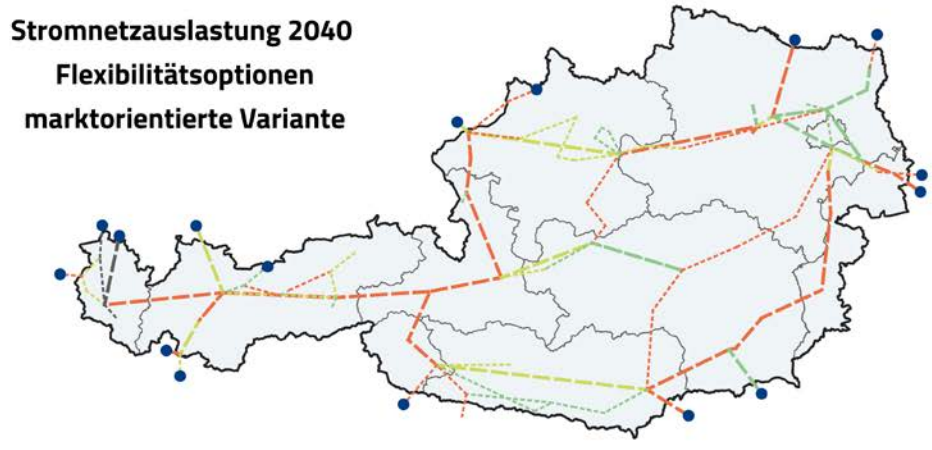 Stromnetzauslastung 2040
Flexibilitätsoptionen
marktorientierte Variante